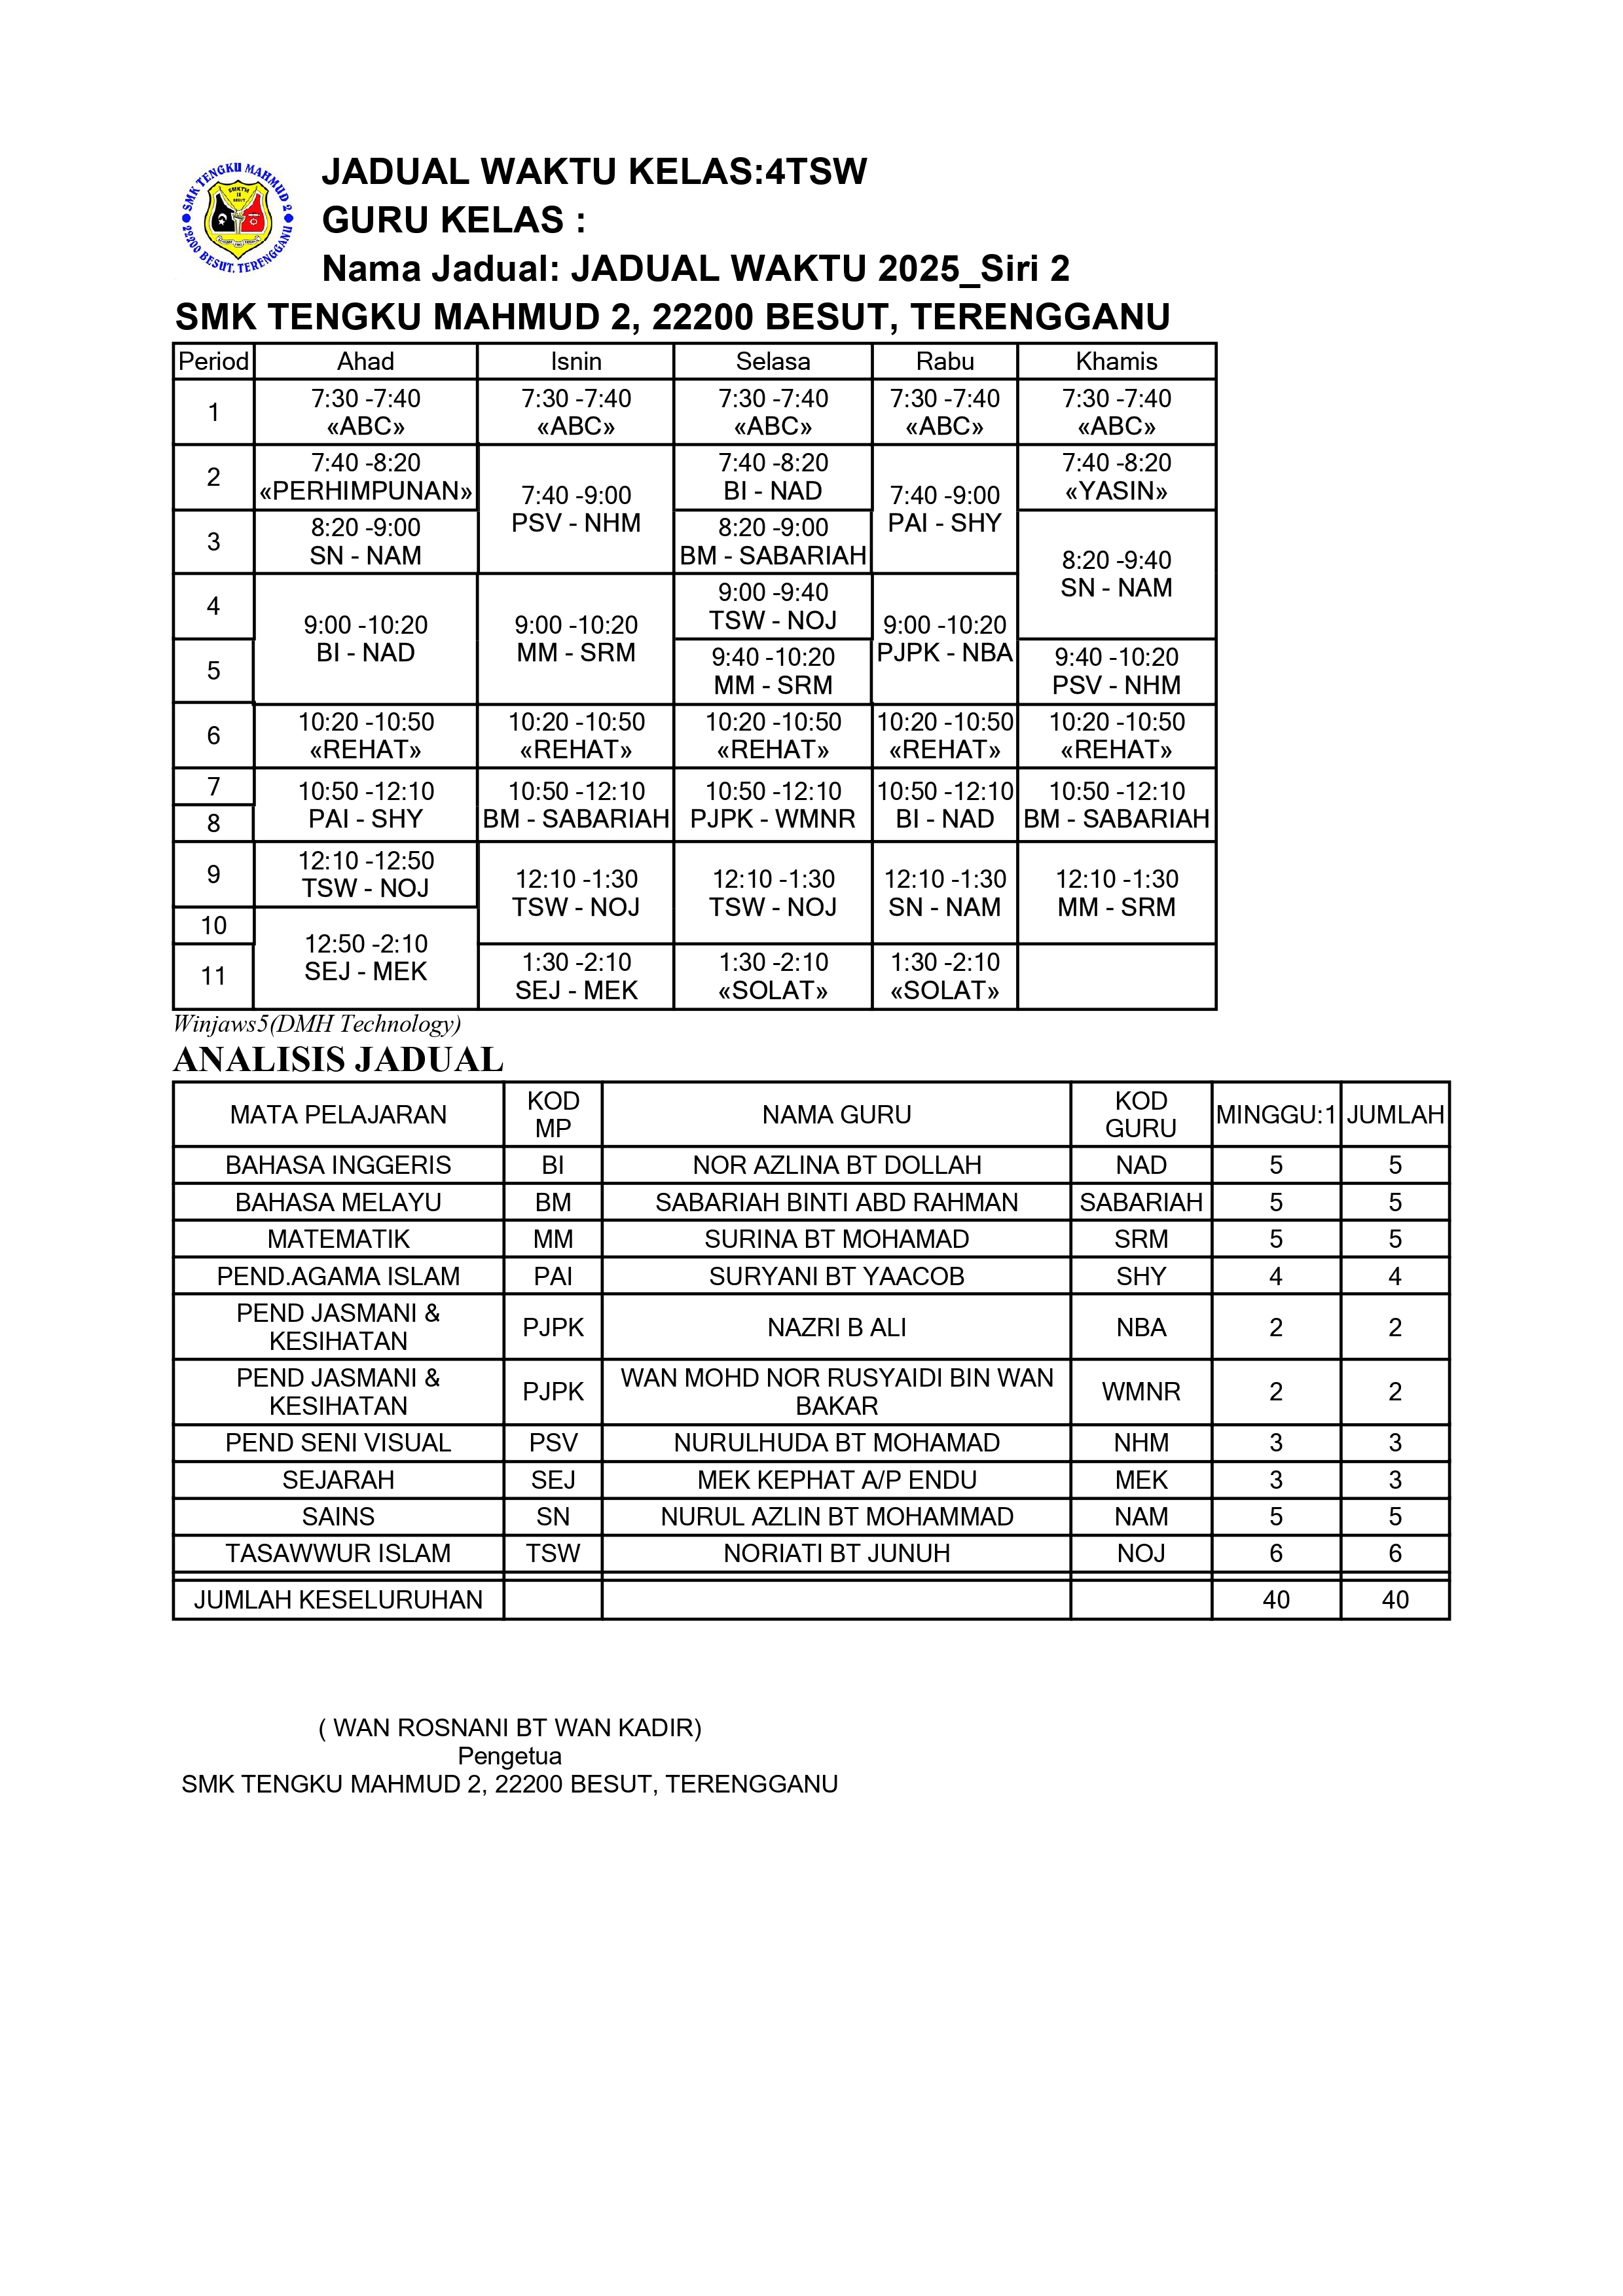 SMK TENGKU MAHMUD 2
22200 BESUT, TERENGGANU
JADUAL WAKTU KELAS:4TSW
GURU KELAS :
Nama Jadual: JADUAL WAKTU 2025_Siri 2
SMK TENGKU MAHMUD 2, 22200 BESUT, TERENGGANU
Period Ahad Isnin Selasa Rabu Khamis
1 7:30 -7:40 «ABC» 7:30 -7:40 «ABC» 7:30 -7:40 «ABC» 7:30 -7:40 «ABC» 7:30 -7:40 «ABC»
2 7:40 -8:20 «PERHIMPUNAN» 7:40 -9:00 PSV - NHM 7:40 -8:20 BI - NAD 7:40 -9:00 PAI - SHY 7:40 -8:20 «YASIN»
3 8:20 -9:00 SN - NAM 8:20 -9:00 BM - SABARIAH 8:20 -9:40 SN - NAM
4 9:00 -10:20 BI - NAD 9:00 -10:20 MM - SRM 9:00 -9:40 TSW - NOJ 9:00 -10:20 PJPK - NBA
5 9:40 -10:20 MM - SRM 9:40 -10:20 PSV - NHM
6 10:20 -10:50 «REHAT» 10:20 -10:50 «REHAT» 10:20 -10:50 «REHAT» 10:20 -10:50 «REHAT» 10:20 -10:50 «REHAT»
7 10:50 -12:10 PAI - SHY 10:50 -12:10 BM - SABARIAH 10:50 -12:10 PJPK - WMNR 10:50 -12:10 BI - NAD 10:50 -12:10 BM - SABARIAH
8
9 12:10 -12:50 TSW - NOJ 12:10 -1:30 TSW - NOJ 12:10 -1:30 TSW - NOJ 12:10 -1:30 SN - NAM 12:10 -1:30 MM - SRM
10 12:50 -2:10 SEJ - MEK
11 1:30 -2:10 SEJ - MEK 1:30 -2:10 «SOLAT» 1:30 -2:10 «SOLAT»
Winjaws5(DMH Technology)
ANALISIS JADUAL
MATA PELAJARAN KOD MP NAMA GURU KOD GURU MINGGU:1 JUMLAH
BAHASA INGGERIS BI NOR AZLINA BT DOLLAH NAD 5 5
BAHASA MELAYU BM SABARIAH BINTI ABD RAHMAN SABARIAH 5 5
MATEMATIK MM SURINA BT MOHAMAD SRM 5 5
PEND.AGAMA ISLAM PAI SURYANI BT YAACOB SHY 4 4
PEND JASMANI & KESIHATAN PJPK NAZRI B ALI NBA 2 2
PEND JASMANI & KESIHATAN PJPK WAN MOHD NOR RUSYAIDI BIN WAN BAKAR WMNR 2 2
PEND SENI VISUAL PSV NURULHUDA BT MOHAMAD NHM 3 3
SEJARAH SEJ MEK KEPHAT A/P ENDU MEK 3 3
SAINS SN NURUL AZLIN BT MOHAMMAD NAM 5 5
TASAWWUR ISLAM TSW NORIATI BT JUNUH NOJ 6 6
JUMLAH KESELURUHAN 40 40
( WAN ROSNANI BT WAN KADIR)
Pengetua
SMK TENGKU MAHMUD 2, 22200 BESUT, TERENGGANU